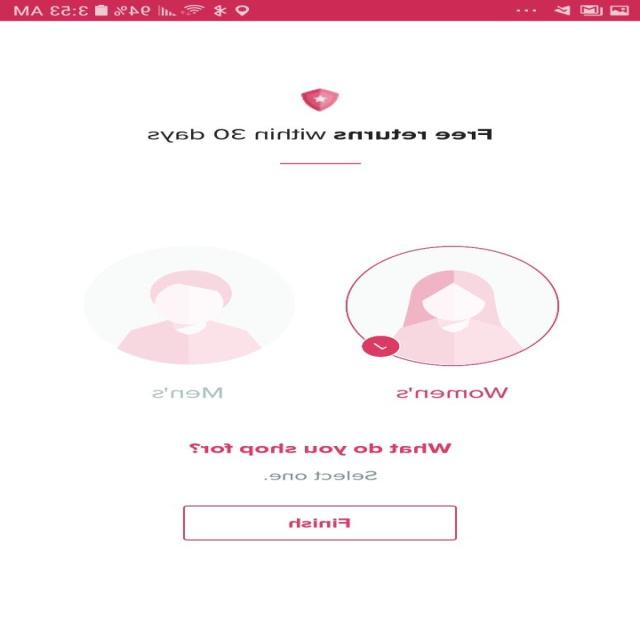 94% 3:53 AM
Free returns within 30 days
Women's
Men's
What do you shop for?
Select one.
Finish